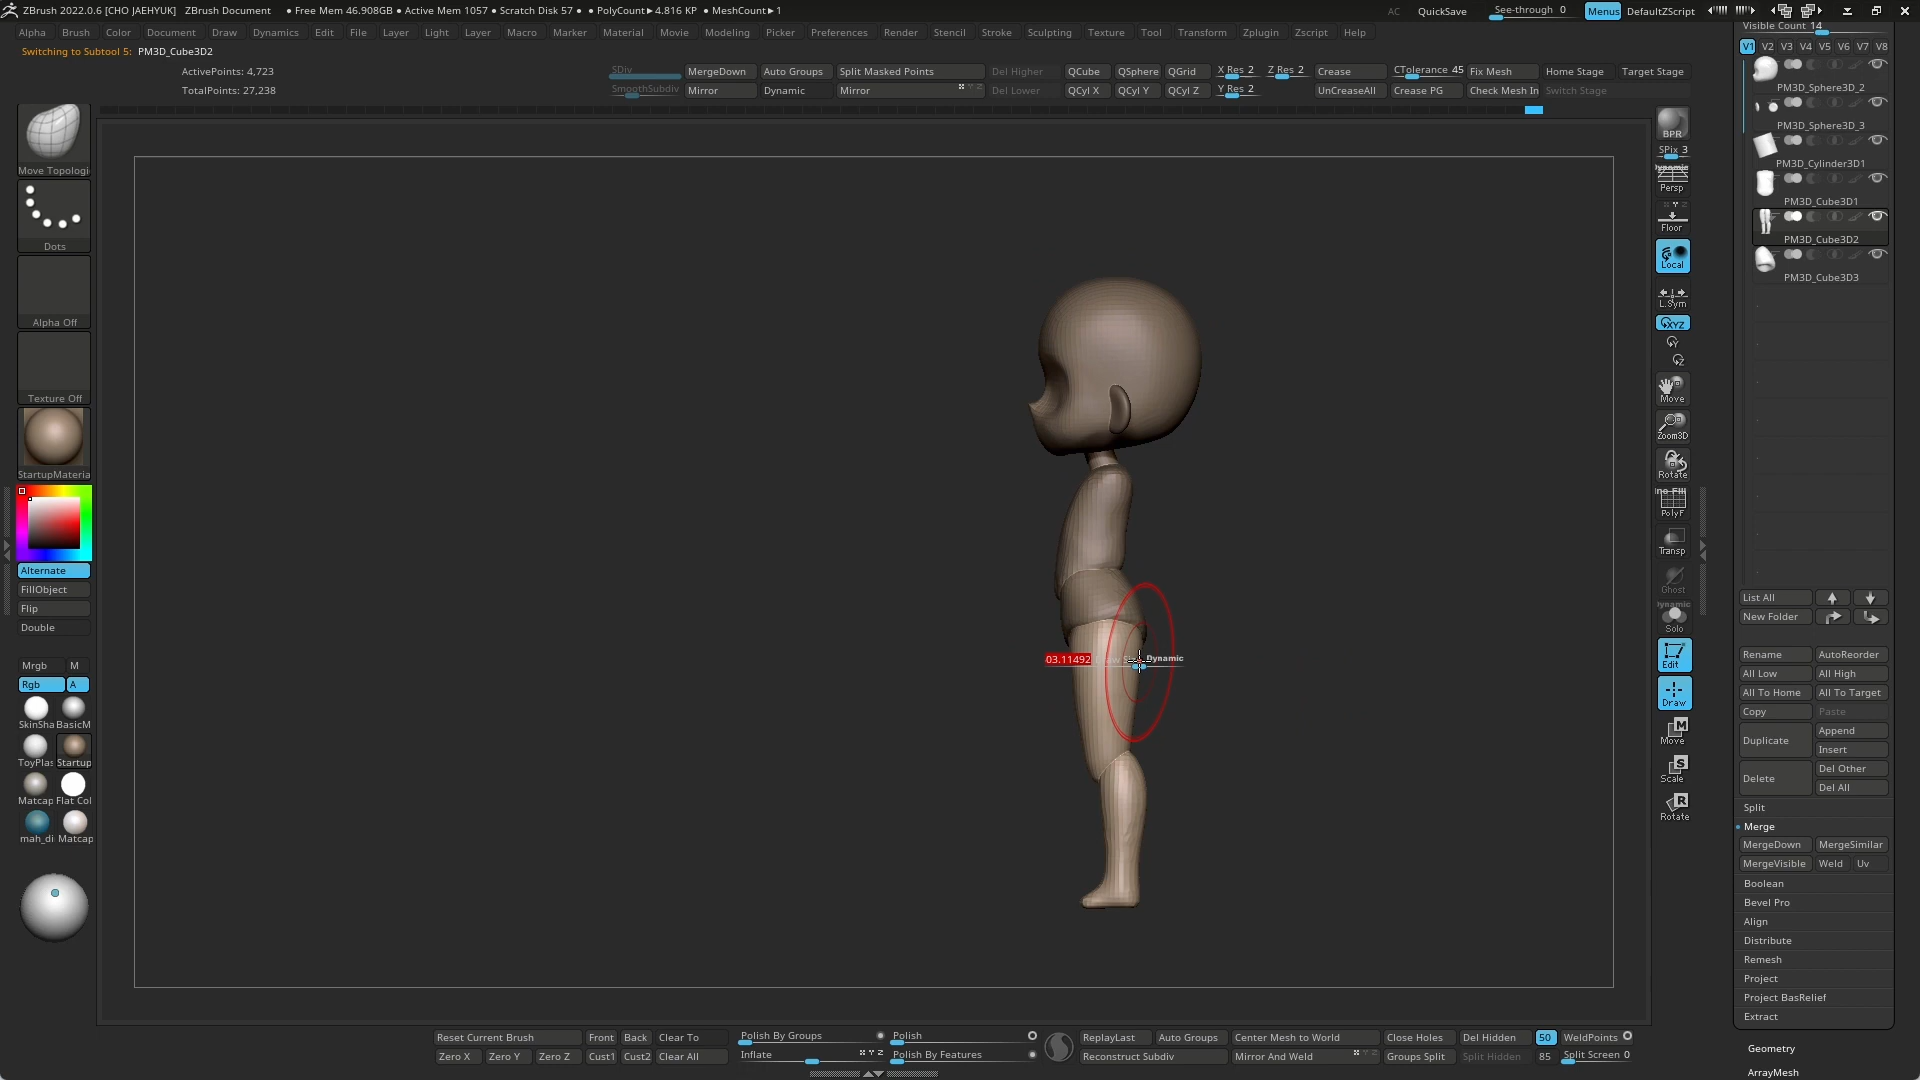 ZBrush 2022.0.6 [CHO JAEHYUK] ZBrush Document • Free Mem 46.908GB • Active Mem 1057 • Scratch Disk 57 • • PolyCount► 4.816 KP • MeshCount► 1 AC QuickSave See-through 0 Menus DefaultZScript
Alpha Brush Color Document Draw Dynamics Edit File Layer Light Layer Macro Marker Material Movie Modeling Picker Preferences Render Stencil Stroke Sculpting Texture Tool Transform Zplugin Zscript Help
Switching to Subtool 5: PM3D_Cube3D2
ActivePoints: 4,723
TotalPoints: 27,238
SDiv MergeDown Auto Groups Split Masked Points Del Higher QCube QSphere QGrid X Res 2 Z Res 2 Crease CTolerance 45 Fix Mesh Home Stage Target Stage
SmoothSubdiv Mirror Dynamic Mirror Del Lower QCyl X QCyl Y QCyl Z Y Res 2 UnCreaseAll Crease PG Check Mesh In Switch Stage
Move Topologi
Dots
Alpha Off
Texture Off
StartupMateria
Alternate
FillObject
Flip
Double
Mrgb M
Rgb A
SkinSha BasicM
ToyPlas Startup
Matcap Flat Col
mah_di Matcap
03.11492 Dynamic
BPR
SPix 3
Dynamic
Persp
Floor
Local
L.Sym
XYZ
Y
Z
Move
Zoom3D
Rotate
PolyF
Transp
Ghost
Dynamic
Solo
Edit
Draw
Move
Scale
Rotate
Visible Count 14
V1 V2 V3 V4 V5 V6 V7 V8
PM3D_Sphere3D_2
PM3D_Sphere3D_3
PM3D_Cylinder3D1
PM3D_Cube3D1
PM3D_Cube3D2
PM3D_Cube3D3
List All
New Folder
Rename AutoReorder
All Low All High
All To Home All To Target
Copy Paste
Duplicate Append
Insert
Delete Del Other
Del All
Split
Merge
MergeDown MergeSimilar
MergeVisible Weld Uv
Boolean
Bevel Pro
Align
Distribute
Remesh
Project
Project BasRelief
Extract
Geometry
ArrayMesh
Reset Current Brush Front Back Clear To Polish By Groups Polish ReplayLast Auto Groups Center Mesh to World Close Holes Del Hidden 50 WeldPoints
Zero X Zero Y Zero Z Cust1 Cust2 Clear All Inflate Polish By Features Reconstruct Subdiv Mirror And Weld Groups Split Split Hidden 85 Split Screen 0